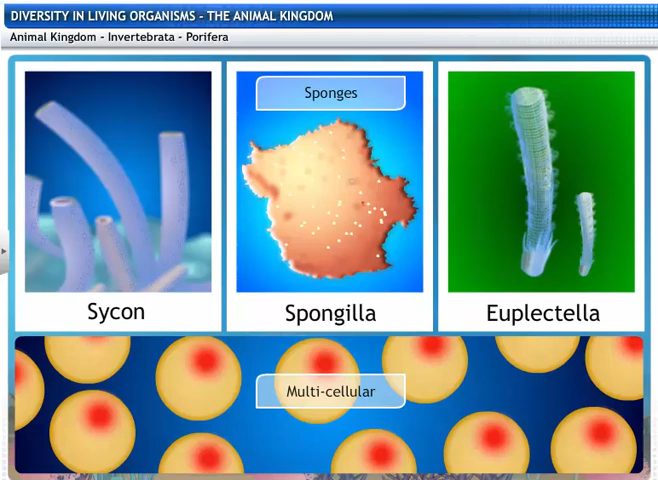 DIVERSITY IN LIVING ORGANISMS - THE ANIMAL KINGDOM
Animal Kingdom - Invertebrata - Porifera
Sponges
Sycon
Spongilla
Euplectella
Multi-cellular